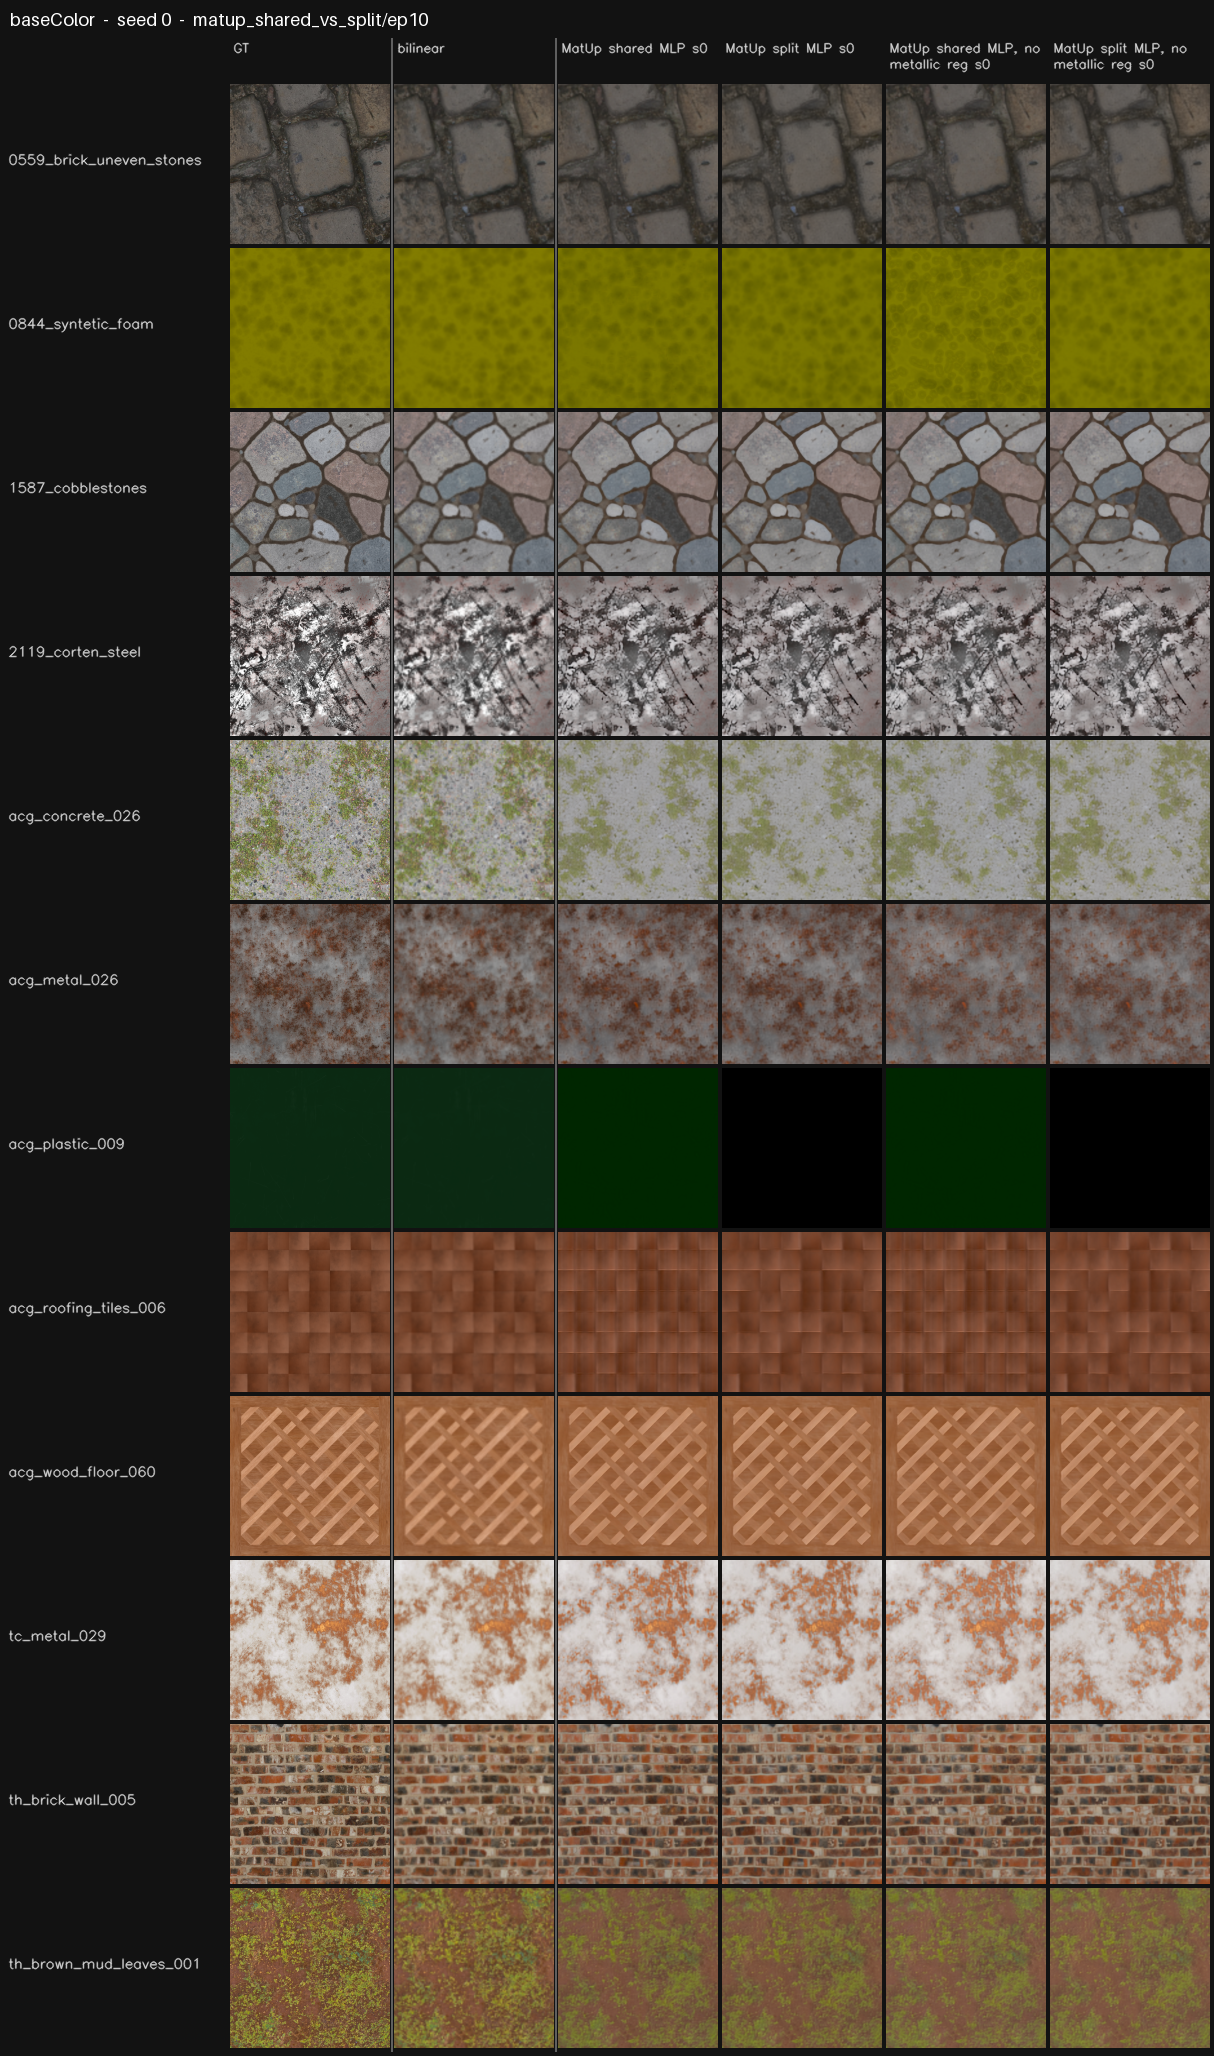 baseColor - seed 0 - matup_shared_vs_split/ep10
GT
bilinear
MatUp shared MLP s0
MatUp split MLP s0
MatUp shared MLP, no metallic reg s0
MatUp split MLP, no metallic reg s0
0559_brick_uneven_stones
0844_syntetic_foam
1587_cobblestones
2119_corten_steel
acg_concrete_026
acg_metal_026
acg_plastic_009
acg_roofing_tiles_006
acg_wood_floor_060
tc_metal_029
th_brick_wall_005
th_brown_mud_leaves_001